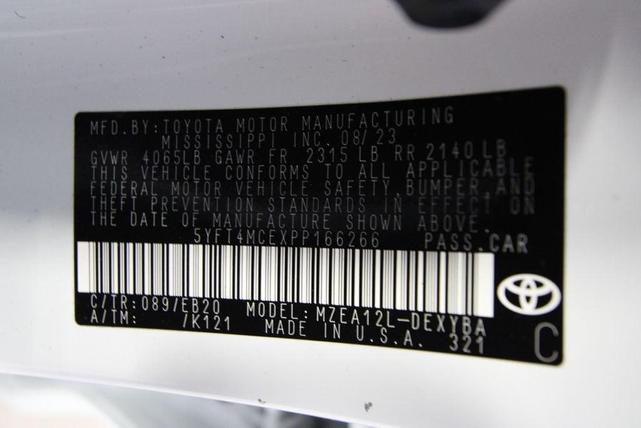 MFD. BY: TOYOTA MOTOR MANUFACTURING
MISSISSIPPI INC. 08/23
GVWR 4065LB GAWR FR 2315 LB RR 2140 LB
THIS VEHICLE CONFORMS TO ALL APPLICABLE
FEDERAL MOTOR VEHICLE SAFETY, BUMPER, AND
THEFT PREVENTION STANDARDS IN EFFECT ON
THE DATE OF MANUFACTURE SHOWN ABOVE.
5YFT4MCEXPP166266 PASS. CAR
C/TR: 089/EB20 MODEL: MZEA12L-DEXYBA
A/TM: /K121 MADE IN U.S.A. 321 C